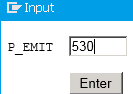 Input
P_EMIT 530
Enter